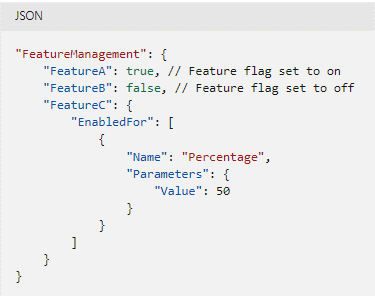 JSON
"FeatureManagement": {
    "FeatureA": true, // Feature flag set to on
    "FeatureB": false, // Feature flag set to off
    "FeatureC": {
        "EnabledFor": [
            {
                "Name": "Percentage",
                "Parameters": {
                    "Value": 50
                }
            }
        ]
    }
}